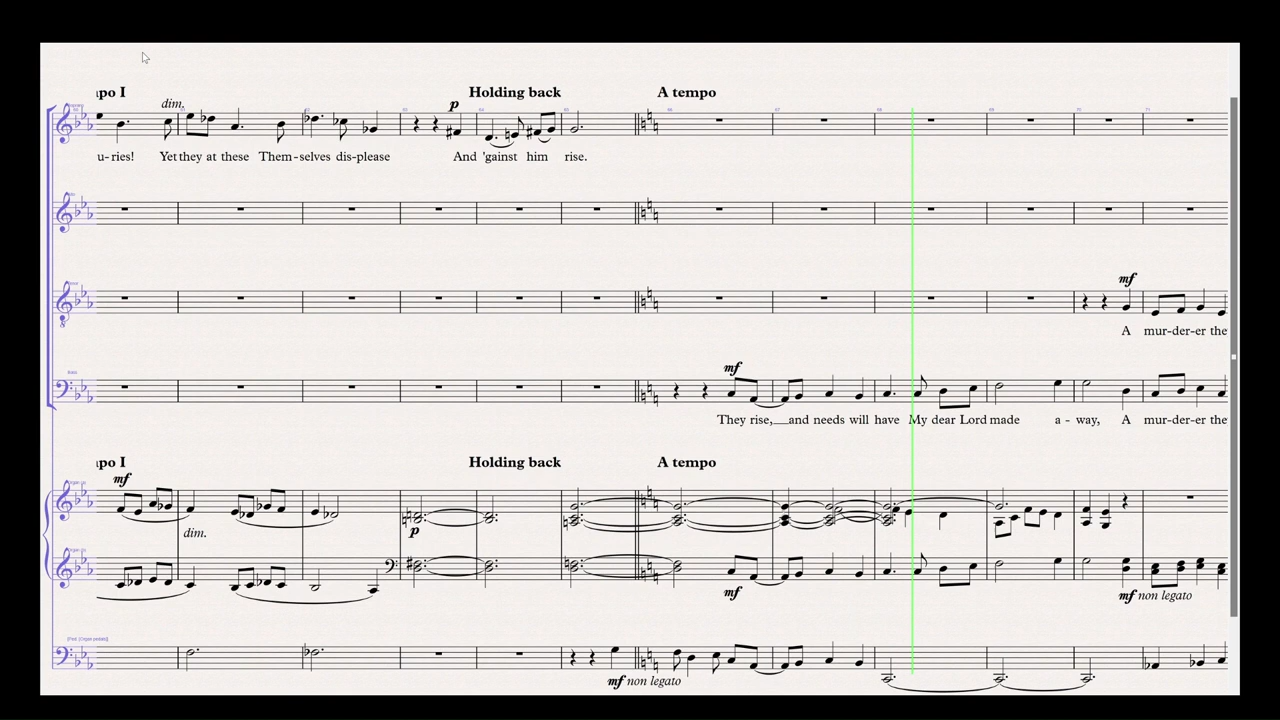 po I
Holding back
A tempo
dim.
p
u-ries! Yet they at these Them-selves dis-please And 'gainst him rise.
mf
A mur-der-er the
mf
They rise,__and needs will have My dear Lord made a - way, A mur-der-er the
po I
Holding back
A tempo
mf
dim.
p
mf
mf non legato
mf non legato